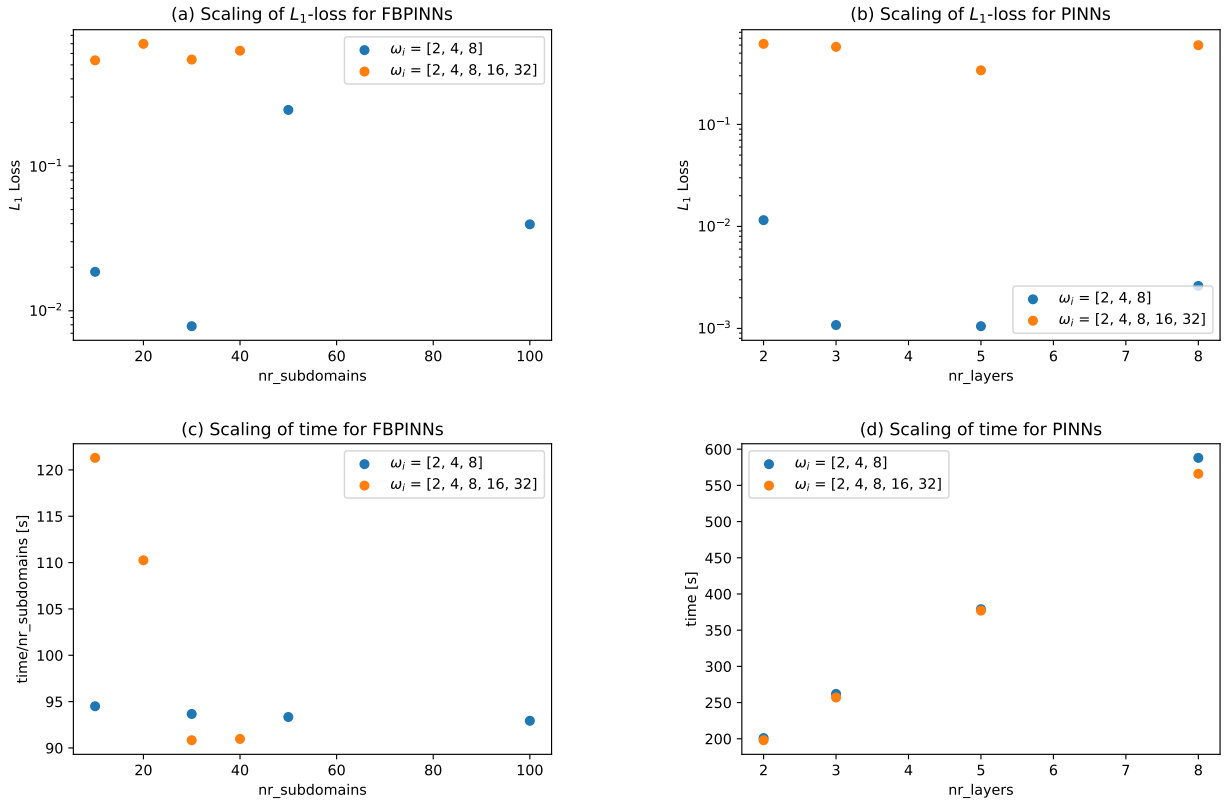 (a) Scaling of L₁-loss for FBPINNs
L₁ Loss
10⁻¹
10⁻²
ωᵢ = [2, 4, 8]
ωᵢ = [2, 4, 8, 16, 32]
20 40 60 80 100
nr_subdomains
(b) Scaling of L₁-loss for PINNs
L₁ Loss
10⁻¹
10⁻²
10⁻³
ωᵢ = [2, 4, 8]
ωᵢ = [2, 4, 8, 16, 32]
2 3 4 5 6 7 8
nr_layers
(c) Scaling of time for FBPINNs
time/nr_subdomains [s]
120
115
110
105
100
95
90
ωᵢ = [2, 4, 8]
ωᵢ = [2, 4, 8, 16, 32]
20 40 60 80 100
nr_subdomains
(d) Scaling of time for PINNs
time [s]
600
550
500
450
400
350
300
250
200
ωᵢ = [2, 4, 8]
ωᵢ = [2, 4, 8, 16, 32]
2 3 4 5 6 7 8
nr_layers